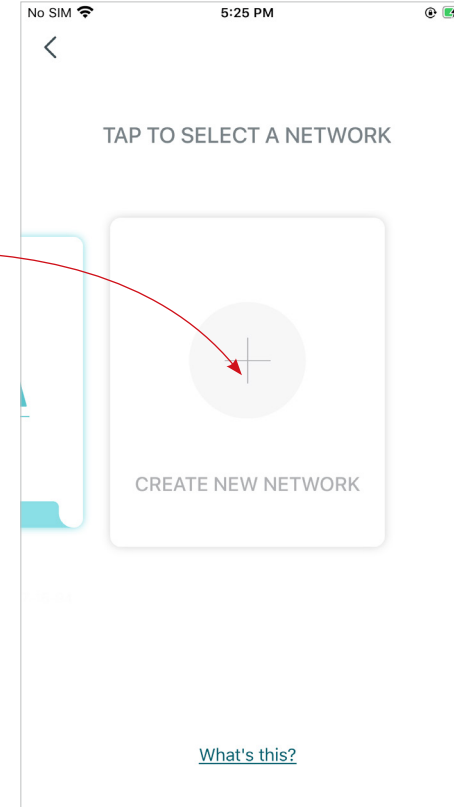 No SIM 5:25 PM
TAP TO SELECT A NETWORK
CREATE NEW NETWORK
What's this?